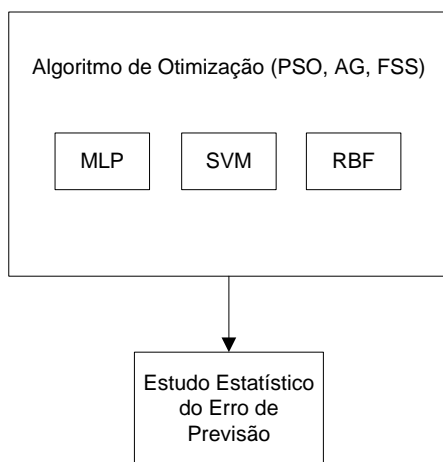 Algoritmo de Otimização (PSO, AG, FSS)
MLP SVM RBF
Estudo Estatístico
do Erro de
Previsão